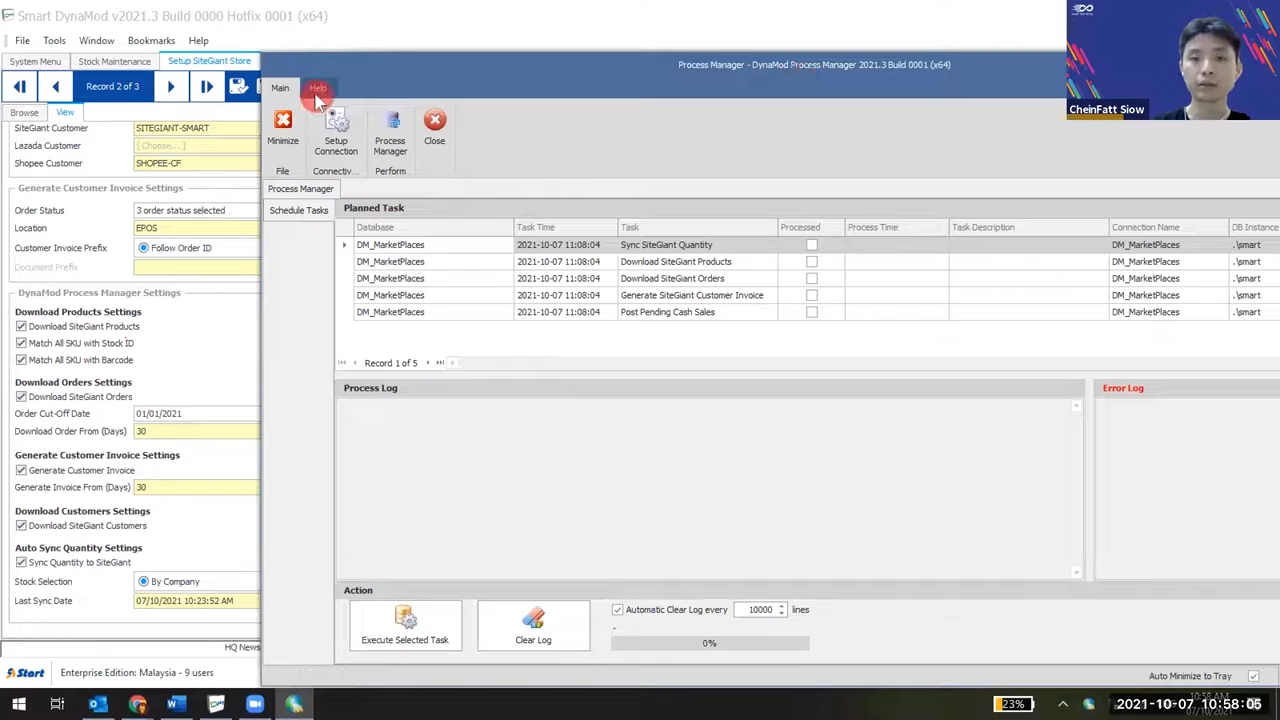 Smart DynaMod v2021.3 Build 0000 Hotfix 0001 (x64)
File Tools Window Bookmarks Help
System Menu Stock Maintenance Setup SiteGiant Store
Record 2 of 3
Browse View
SiteGiant Customer SITEGIANT-SMART
Lazada Customer [Choose...]
Shopee Customer SHOPEE-CF
Generate Customer Invoice Settings
Order Status 3 order status selected
Location EPOS
Customer Invoice Prefix Follow Order ID
Document Prefix
DynaMod Process Manager Settings
Download Products Settings
Download SiteGiant Products
Match All SKU with Stock ID
Match All SKU with Barcode
Download Orders Settings
Download SiteGiant Orders
Order Cut-Off Date 01/01/2021
Download Order From (Days) 30
Generate Customer Invoice Settings
Generate Customer Invoice
Generate Invoice From (Days) 30
Download Customers Settings
Download SiteGiant Customers
Auto Sync Quantity Settings
Sync Quantity to SiteGiant
Stock Selection By Company
Last Sync Date 07/10/2021 10:23:52 AM
HQ News
Start Enterprise Edition: Malaysia - 9 users
Process Manager - DynaMod Process Manager 2021.3 Build 0001 (x64)
Main Help
Minimize Setup Connection Process Manager Close
File Connectiv... Perform
Process Manager
Schedule Tasks
Planned Task
Database Task Time Task Processed Process Time Task Description Connection Name DB Instance
DM_MarketPlaces 2021-10-07 11:08:04 Sync SiteGiant Quantity DM_MarketPlaces .\smart
DM_MarketPlaces 2021-10-07 11:08:04 Download SiteGiant Products DM_MarketPlaces .\smart
DM_MarketPlaces 2021-10-07 11:08:04 Download SiteGiant Orders DM_MarketPlaces .\smart
DM_MarketPlaces 2021-10-07 11:08:04 Generate SiteGiant Customer Invoice DM_MarketPlaces .\smart
DM_MarketPlaces 2021-10-07 11:08:04 Post Pending Cash Sales DM_MarketPlaces .\smart
Record 1 of 5
Process Log Error Log
Action
Execute Selected Task Clear Log Automatic Clear Log every 10000 lines
-
0%
Auto Minimize to Tray
CheinFatt Siow
23% 2021-10-07 10:58:05